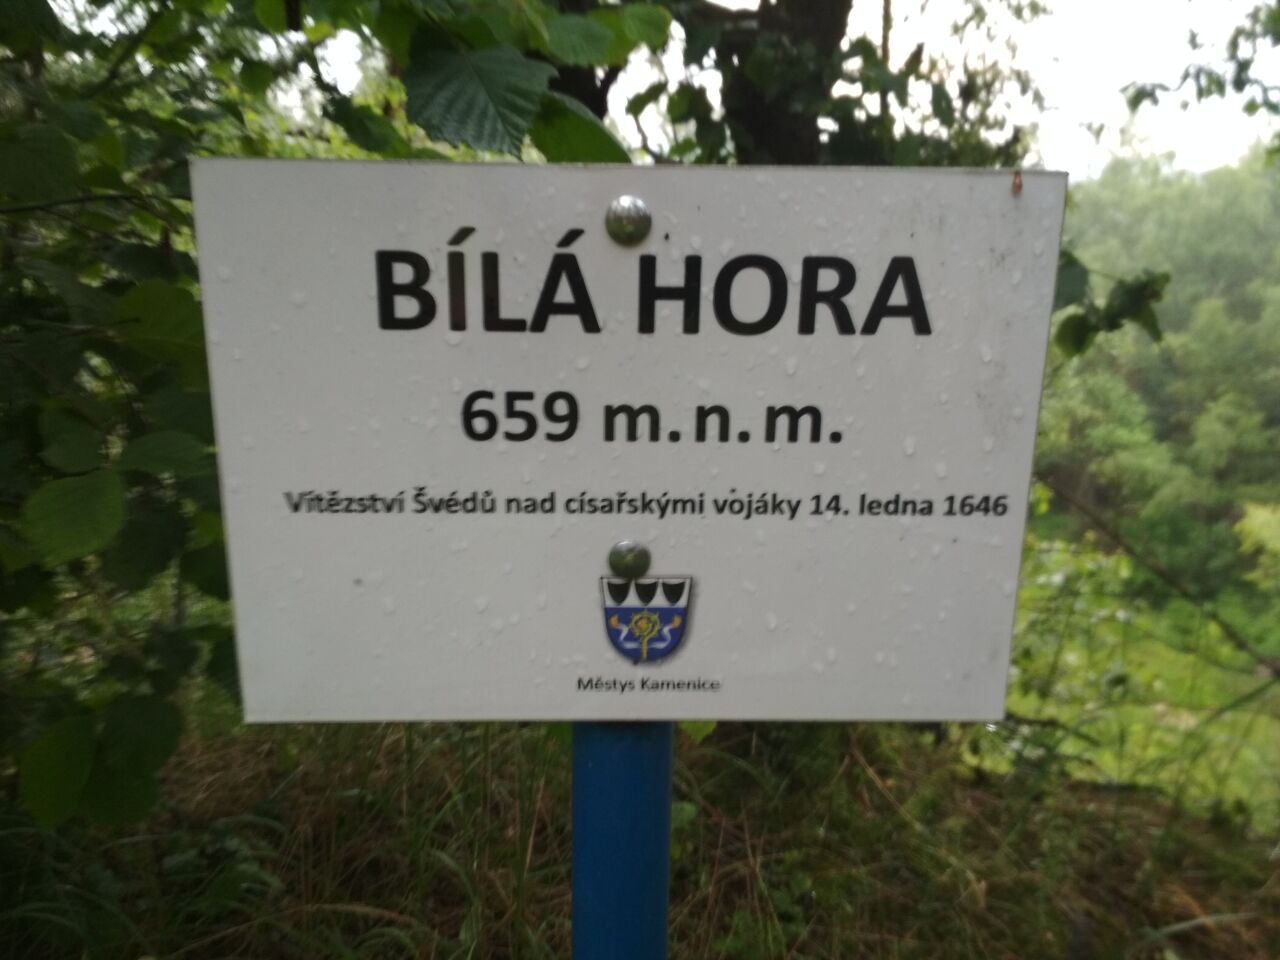 BÍLÁ HORA
659 m.n.m.
Vítězství Švédů nad císařskými vojáky 14. ledna 1646
Městys Kamenice